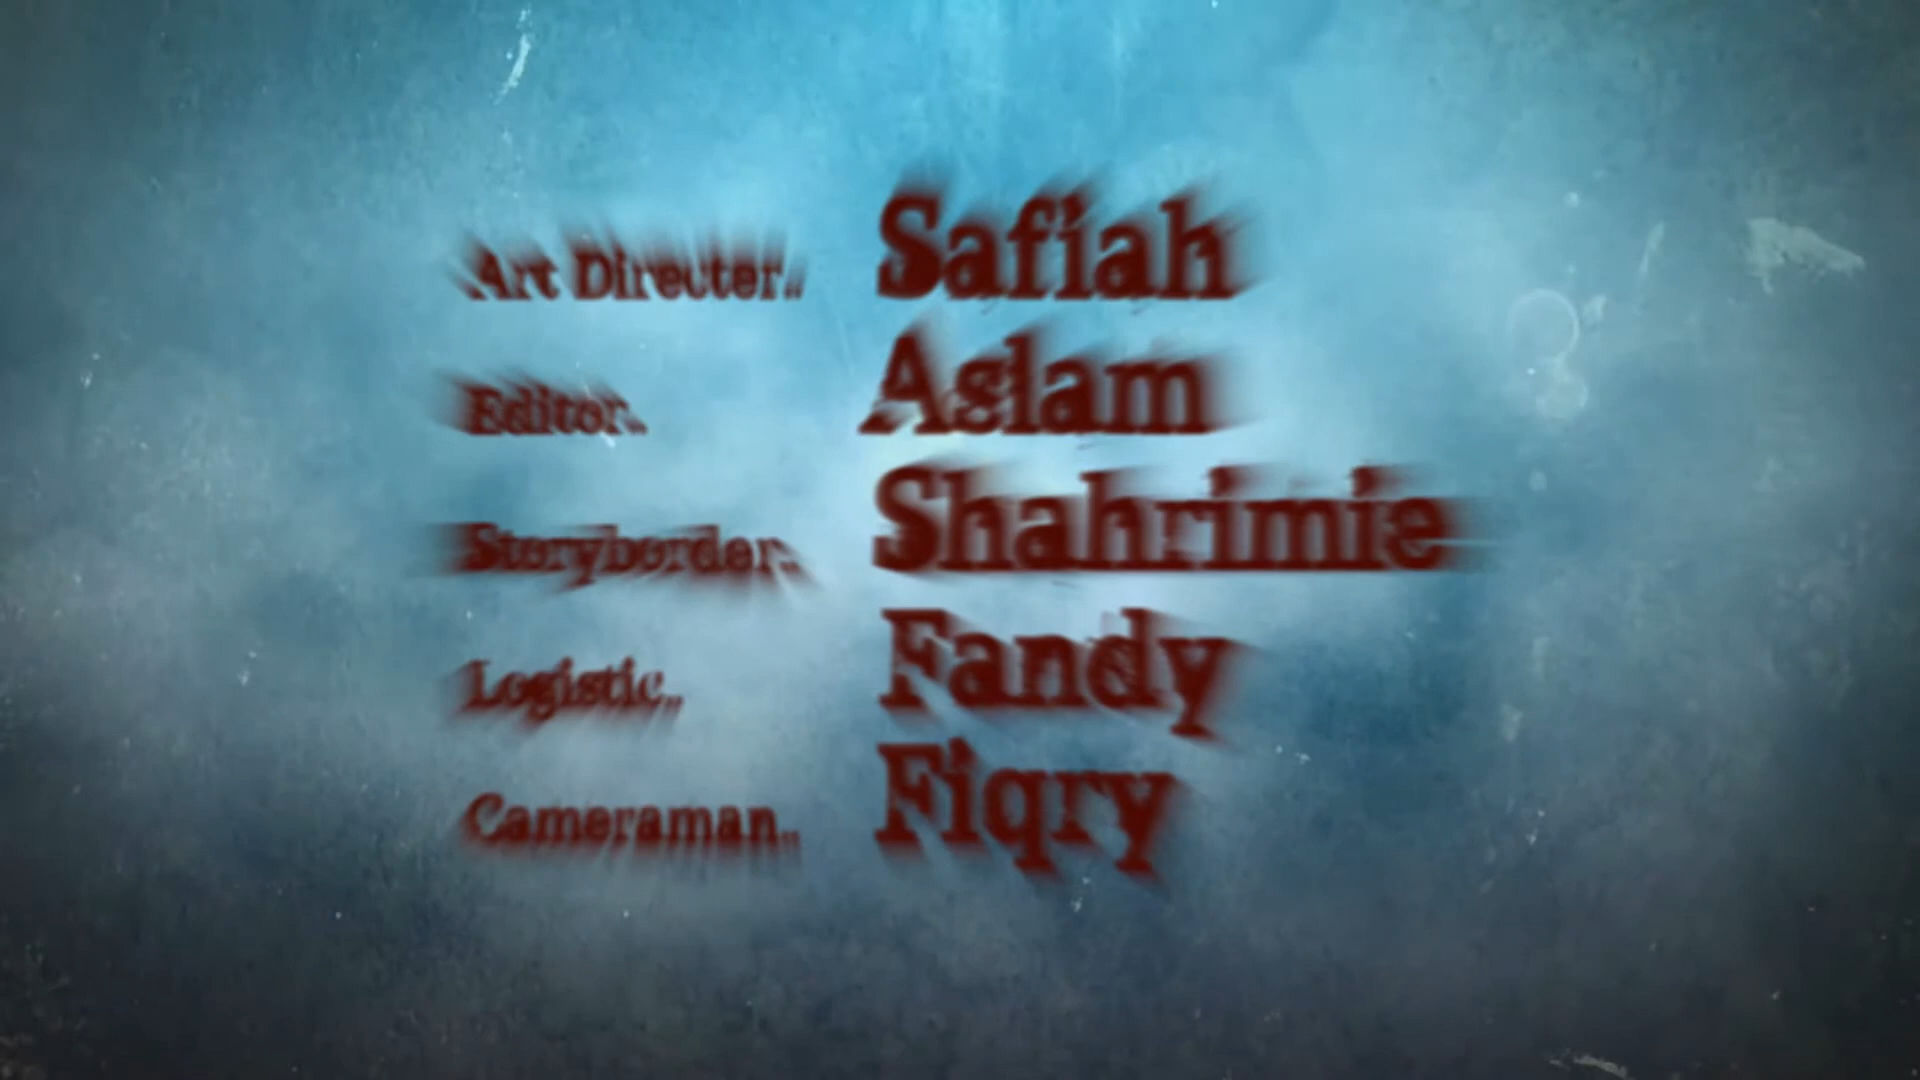 Art Directer.. Safiah
Editor.. Aslam
Storyborder.. Shahrimie
Logistic.. Fandy
Cameraman.. Fiqry